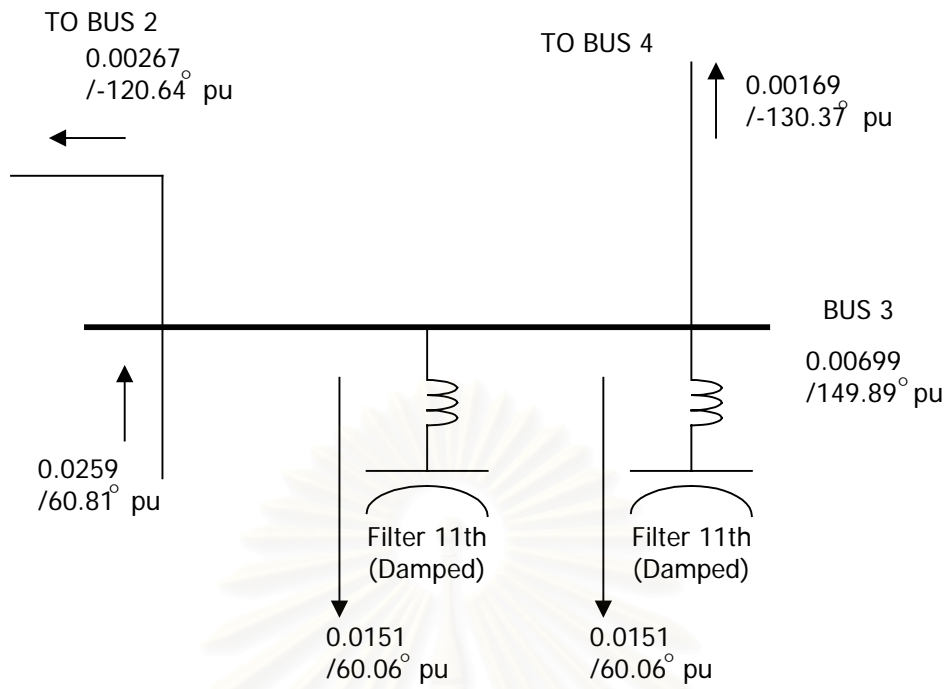 TO BUS 2
0.00267
/-120.64° pu
TO BUS 4
0.00169
/-130.37° pu
BUS 3
0.00699
/149.89° pu
0.0259
/60.81° pu
Filter 11th
(Damped)
Filter 11th
(Damped)
0.0151
/60.06° pu
0.0151
/60.06° pu